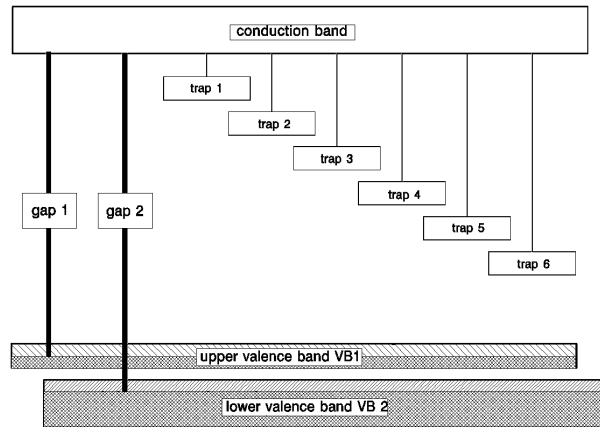 conduction band
trap 1
trap 2
trap 3
trap 4
gap 1
gap 2
trap 5
trap 6
upper valence band VB1
lower valence band VB 2